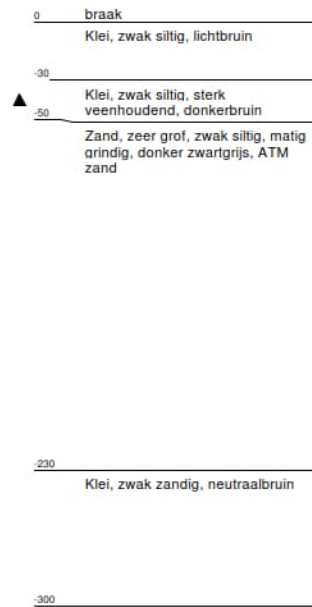 0 braak
Klei, zwak siltig, lichtbruin
-30
Klei, zwak siltig, sterk
veenhoudend, donkerbruin
-50
Zand, zeer grof, zwak siltig, matig
grindig, donker zwartgrijs, ATM
zand
-230
Klei, zwak zandig, neutraalbruin
-300